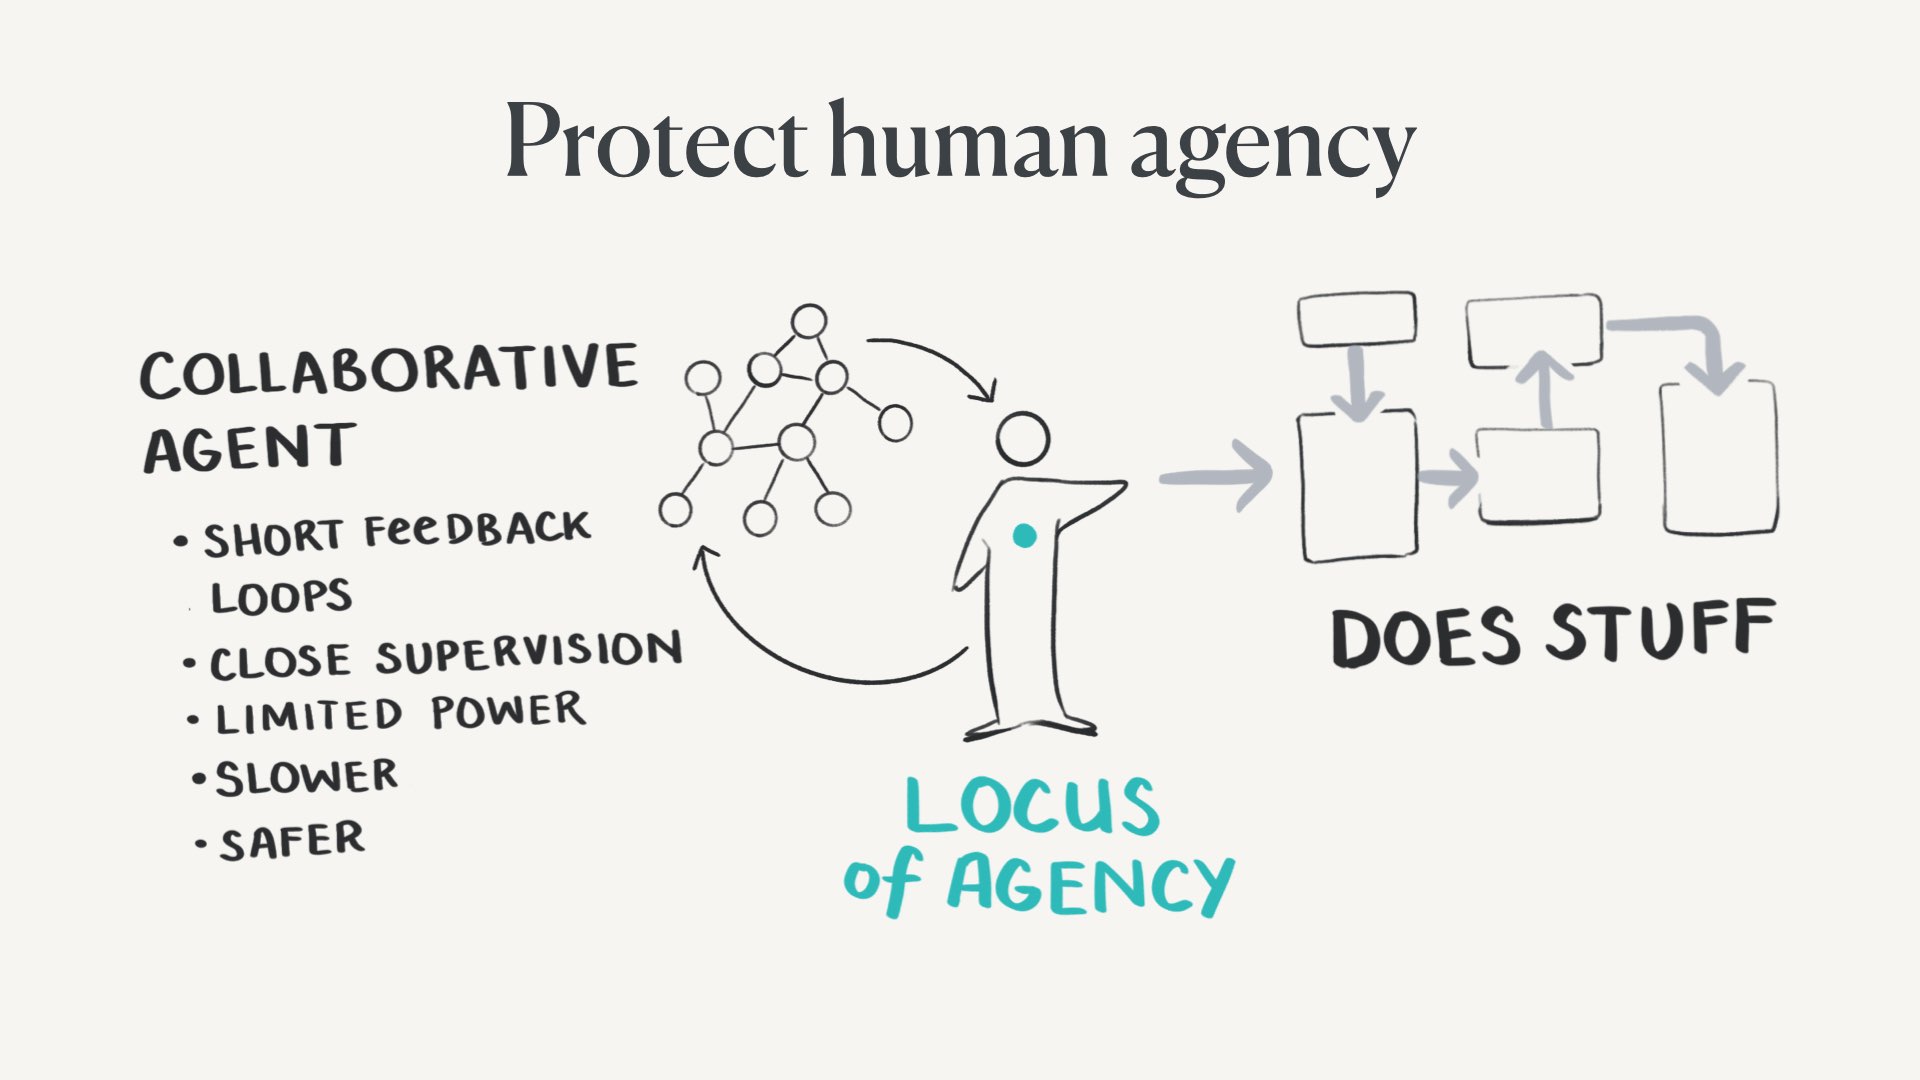 Protect human agency
COLLABORATIVE
AGENT
• SHORT FeeDBACK
LOOPS
• CLOSE SUPERVISION
• LIMITED POWER
• SLOWER
• SAFER
LOCUS
of AGENCY
DOES STUFF